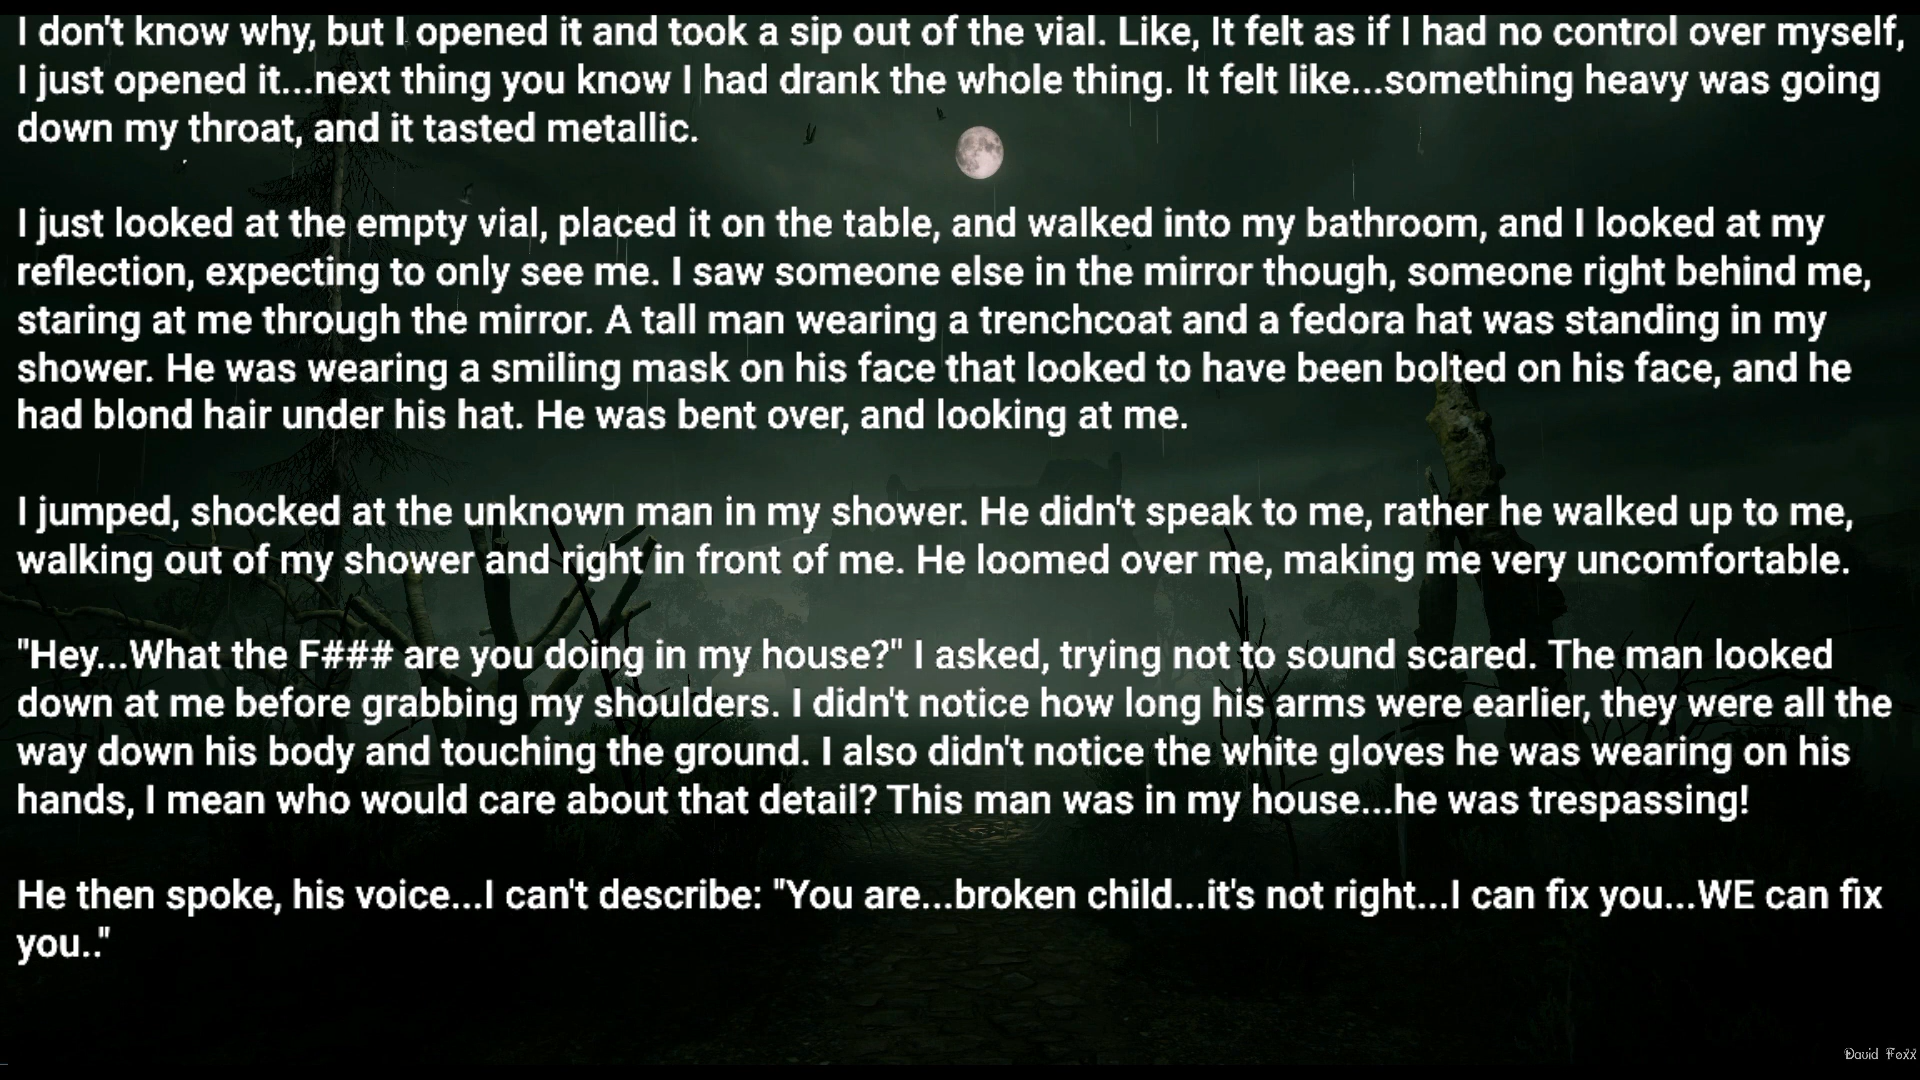 I don't know why, but I opened it and took a sip out of the vial. Like, It felt as if I had no control over myself,
I just opened it...next thing you know I had drank the whole thing. It felt like...something heavy was going
down my throat, and it tasted metallic.
I just looked at the empty vial, placed it on the table, and walked into my bathroom, and I looked at my
reflection, expecting to only see me. I saw someone else in the mirror though, someone right behind me,
staring at me through the mirror. A tall man wearing a trenchcoat and a fedora hat was standing in my
shower. He was wearing a smiling mask on his face that looked to have been bolted on his face, and he
had blond hair under his hat. He was bent over, and looking at me.
I jumped, shocked at the unknown man in my shower. He didn't speak to me, rather he walked up to me,
walking out of my shower and right in front of me. He loomed over me, making me very uncomfortable.
"Hey...What the F### are you doing in my house?" I asked, trying not to sound scared. The man looked
down at me before grabbing my shoulders. I didn't notice how long his arms were earlier, they were all the
way down his body and touching the ground. I also didn't notice the white gloves he was wearing on his
hands, I mean who would care about that detail? This man was in my house...he was trespassing!
He then spoke, his voice...I can't describe: "You are...broken child...it's not right...I can fix you...WE can fix
you.."
David Foxx